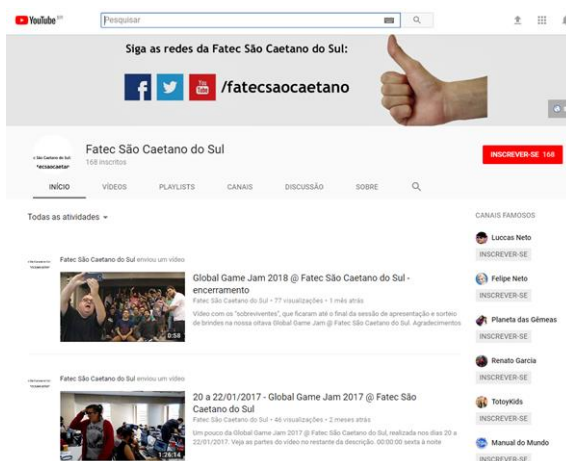 YouTube BR
Pesquisar
Siga as redes da Fatec São Caetano do Sul:
/fatecsaocaetano
Fatec São Caetano do Sul
168 inscritos
INSCREVER-SE 168
INÍCIO VÍDEOS PLAYLISTS CANAIS DISCUSSÃO SOBRE
Todas as atividades
Fatec São Caetano do Sul enviou um vídeo
Global Game Jam 2018 @ Fatec São Caetano do Sul -
encerramento
Fatec São Caetano do Sul • 77 visualizações • 1 mês atrás
Vídeo com os "sobreviventes", que ficaram até o final da sessão de apresentação e sorteio
de brindes na nossa oitava Global Game Jam @ Fatec São Caetano do Sul. Agradecimentos
0:58
Fatec São Caetano do Sul enviou um vídeo
20 a 22/01/2017 - Global Game Jam 2017 @ Fatec São
Caetano do Sul
Fatec São Caetano do Sul • 46 visualizações • 2 meses atrás
Um pouco da Global Game Jam 2017 @ Fatec São Caetano do Sul, realizada nos dias 20 a
22/01/2017. Veja as partes do vídeo no restante da descrição. 00:00:00 sexta à noite
1:26:14
CANAIS FAMOSOS
Luccas Neto
INSCREVER-SE
Felipe Neto
INSCREVER-SE
Planeta das Gêmeas
INSCREVER-SE
Renato Garcia
INSCREVER-SE
TotoyKids
INSCREVER-SE
Manual do Mundo
INSCREVER-SE